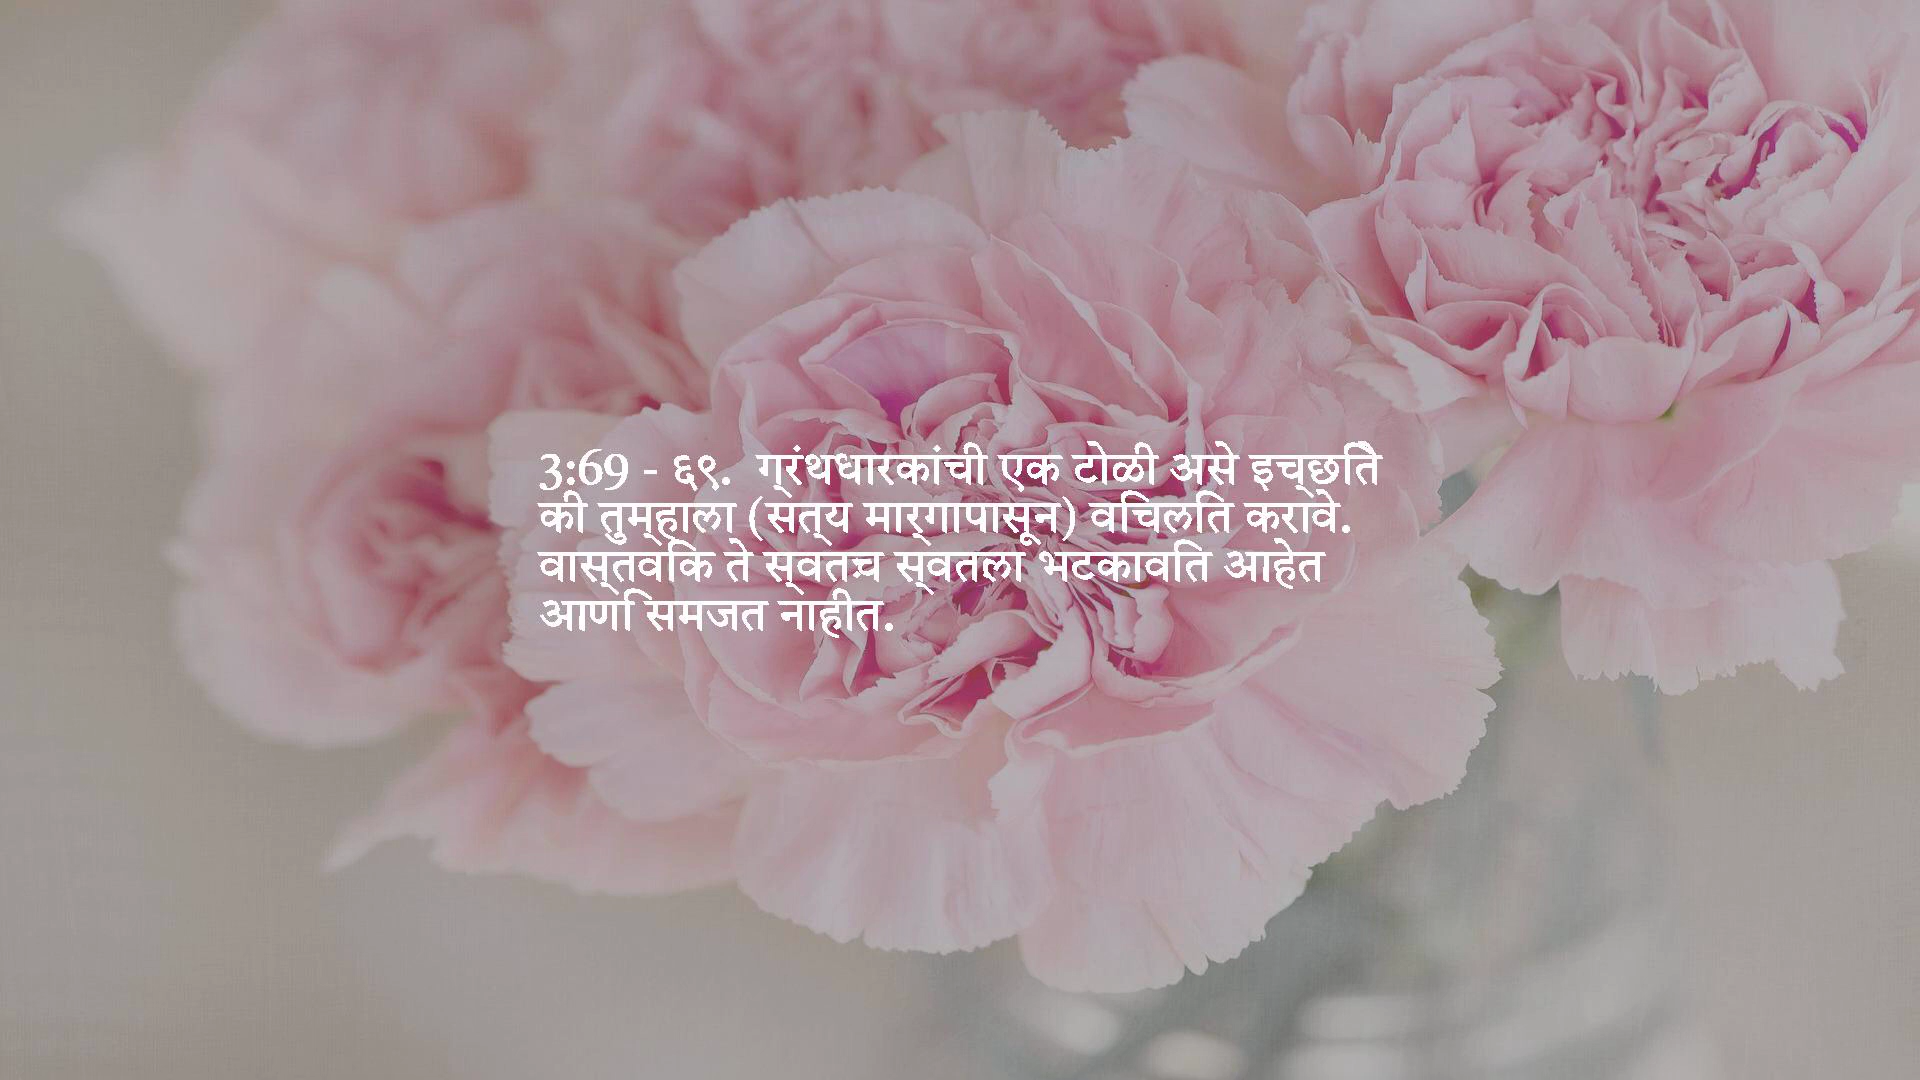 3:69 - ६९. ग्रंथधारकांची एक टोळी असे इच्छिते
की तुम्हाला (सत्य मार्गापासून) विचलित करावे.
वास्तविक ते स्वतःच स्वतःला भटकावित आहेत
आणि समजत नाहीत.